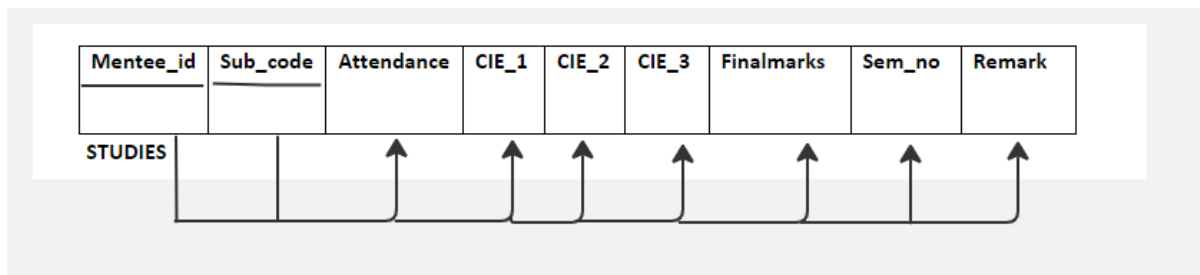 Mentee_id Sub_code Attendance CIE_1 CIE_2 CIE_3 Finalmarks Sem_no Remark
STUDIES